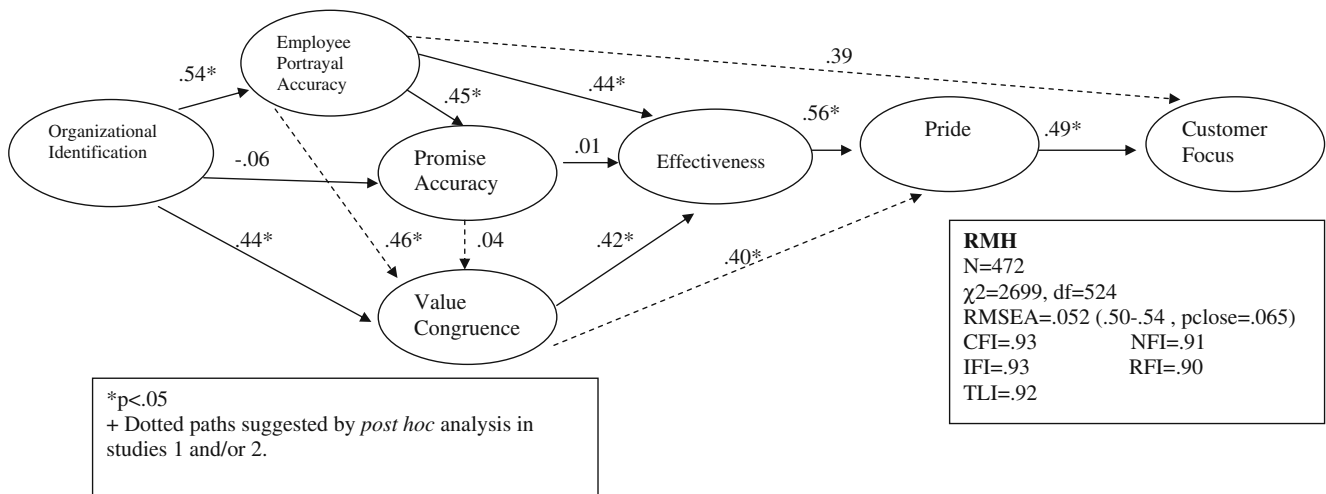 Employee
Portrayal
Accuracy
.39
.54*
.44*
.45*
.56*
Organizational
Identification
Pride
.49*
Customer
Focus
-.06
Promise
Accuracy
.01
Effectiveness
.44*
.46*
.04
.42*
.40*
Value
Congruence
RMH
N=472
χ2=2699, df=524
RMSEA=.052 (.50-.54 , pclose=.065)
CFI=.93 NFI=.91
IFI=.93 RFI=.90
TLI=.92
*p<.05
+ Dotted paths suggested by post hoc analysis in
studies 1 and/or 2.